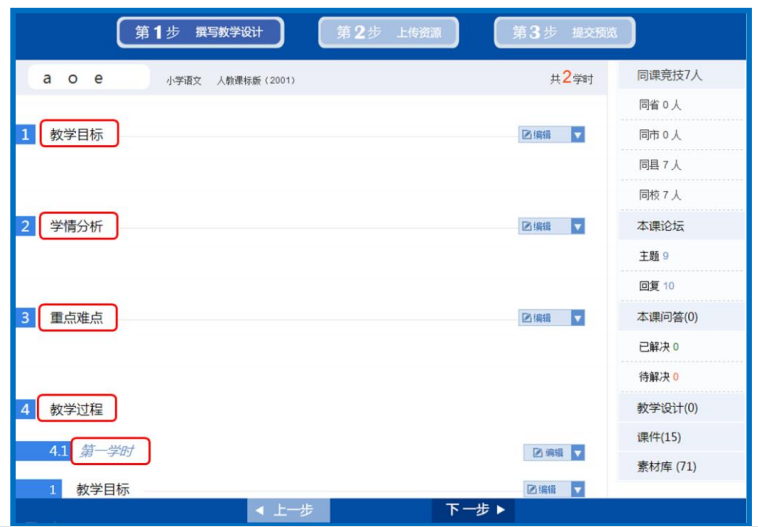 第1步 撰写教学设计
第2步 上传资源
第3步 提交预览
a o e 小学语文 人教课标版（2001） 共2学时
1 教学目标 编辑
2 学情分析 编辑
3 重点难点 编辑
4 教学过程
4.1 第一学时 编辑
1 教学目标 编辑
上一步 下一步
同课竞技7人
同省 0 人
同市 0 人
同县 7 人
同校 7 人
本课论坛
主题 9
回复 10
本课问答(0)
已解决 0
待解决 0
教学设计(0)
课件(15)
素材库 (71)